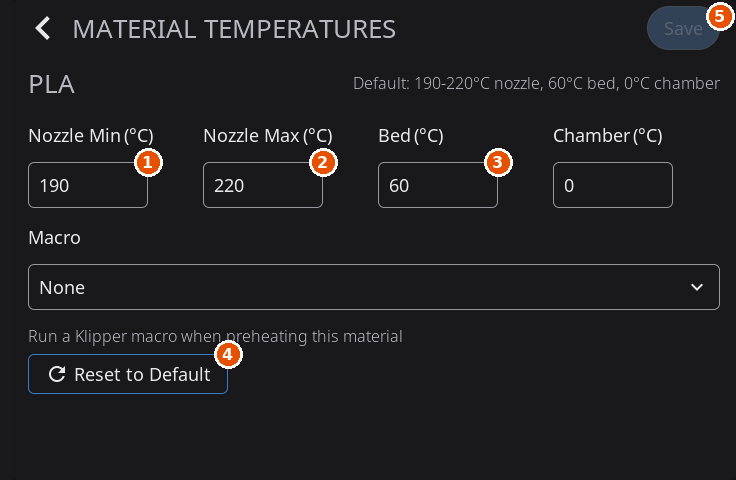 MATERIAL TEMPERATURES
Save
5
PLA
Default: 190-220°C nozzle, 60°C bed, 0°C chamber
Nozzle Min (°C)
Nozzle Max (°C)
Bed (°C)
Chamber (°C)
1
2
3
190
220
60
0
Macro
None
Run a Klipper macro when preheating this material
4
Reset to Default